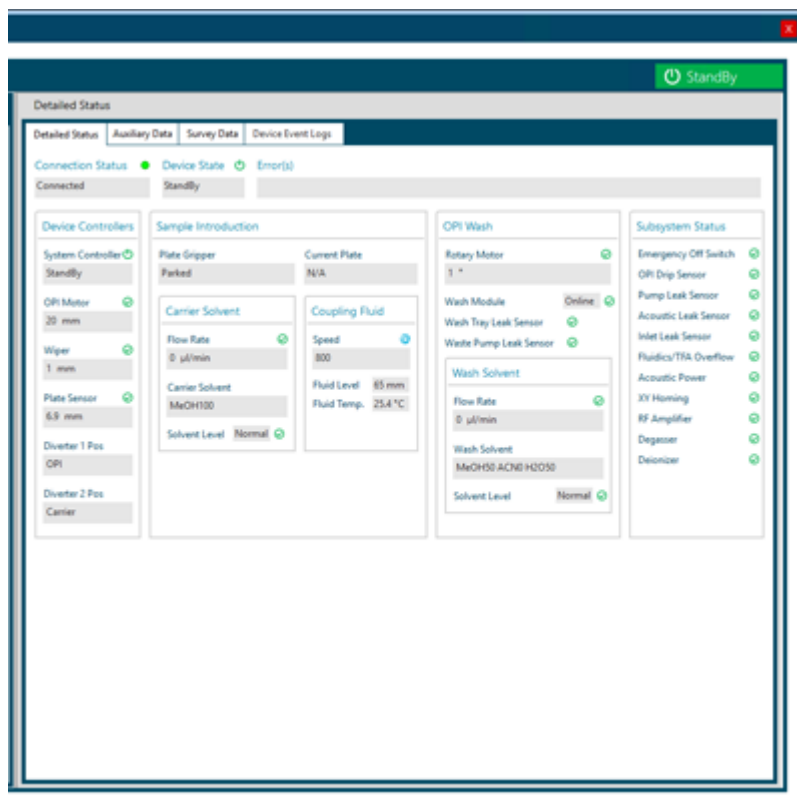 X
StandBy
Detailed Status
Detailed Status Auxiliary Data Survey Data Device Event Logs
Connection Status Device State Error(s)
Connected StandBy
Device Controllers
System Controller
StandBy
OPI Motor
20 mm
Wiper
1 mm
Plate Sensor
6.9 mm
Diverter 1 Pos
OPI
Diverter 2 Pos
Carrier
Sample Introduction
Plate Gripper Current Plate
Parked N/A
Carrier Solvent
Flow Rate
0 µl/min
Carrier Solvent
MeOH100
Solvent Level Normal
Coupling Fluid
Speed
800
Fluid Level 65 mm
Fluid Temp. 25.4 °C
OPI Wash
Rotary Motor
1 °
Wash Module Online
Wash Tray Leak Sensor
Waste Pump Leak Sensor
Wash Solvent
Flow Rate
0 µl/min
Wash Solvent
MeOH50 ACN0 H2O50
Solvent Level Normal
Subsystem Status
Emergency Off Switch
OPI Drip Sensor
Pump Leak Sensor
Acoustic Leak Sensor
Inlet Leak Sensor
Fluidics/TFA Overflow
Acoustic Power
XY Homing
RF Amplifier
Degasser
Deionizer